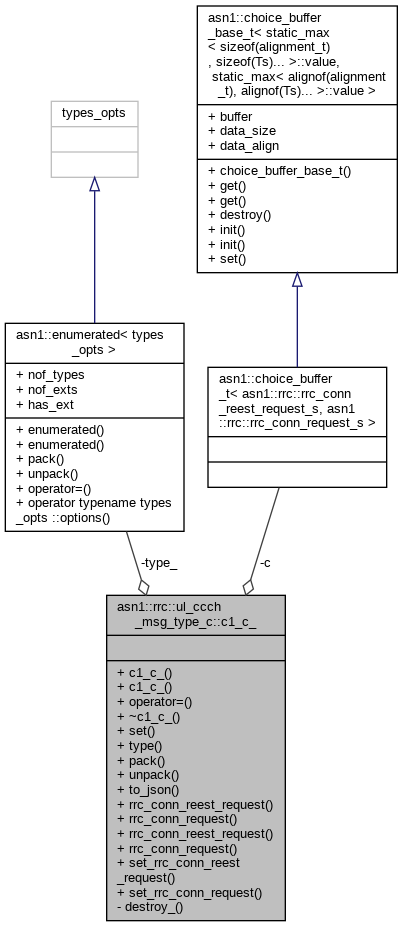 asn1::choice_buffer
_base_t< static_max
< sizeof(alignment_t)
, sizeof(Ts)... >::value,
static_max< alignof(alignment
_t), alignof(Ts)... >::value >
+ buffer
+ data_size
+ data_align
+ choice_buffer_base_t()
+ get()
+ get()
+ destroy()
+ init()
+ init()
+ set()
types_opts
asn1::enumerated< types
_opts >
+ nof_types
+ nof_exts
+ has_ext
+ enumerated()
+ enumerated()
+ pack()
+ unpack()
+ operator=()
+ operator typename types
_opts ::options()
asn1::choice_buffer
_t< asn1::rrc::rrc_conn
_reest_request_s, asn1
::rrc::rrc_conn_request_s >
-type_
-c
asn1::rrc::ul_ccch
_msg_type_c::c1_c_
+ c1_c_()
+ c1_c_()
+ operator=()
+ ~c1_c_()
+ set()
+ type()
+ pack()
+ unpack()
+ to_json()
+ rrc_conn_reest_request()
+ rrc_conn_request()
+ rrc_conn_reest_request()
+ rrc_conn_request()
+ set_rrc_conn_reest
_request()
+ set_rrc_conn_request()
- destroy_()